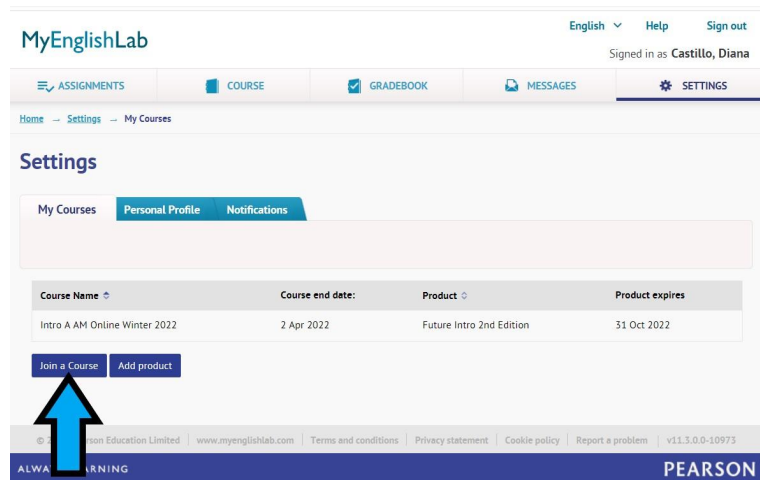 English Help Sign out
MyEnglishLab
Signed in as Castillo, Diana
ASSIGNMENTS COURSE GRADEBOOK MESSAGES SETTINGS
Home → Settings → My Courses
Settings
My Courses Personal Profile Notifications
Course Name Course end date: Product Product expires
Intro A AM Online Winter 2022 2 Apr 2022 Future Intro 2nd Edition 31 Oct 2022
Join a Course Add product
© Education Limited | www.myenglishlab.com | Terms and conditions | Privacy statement | Cookie policy | Report a problem | v11.3.0.0-10973
PEARSON